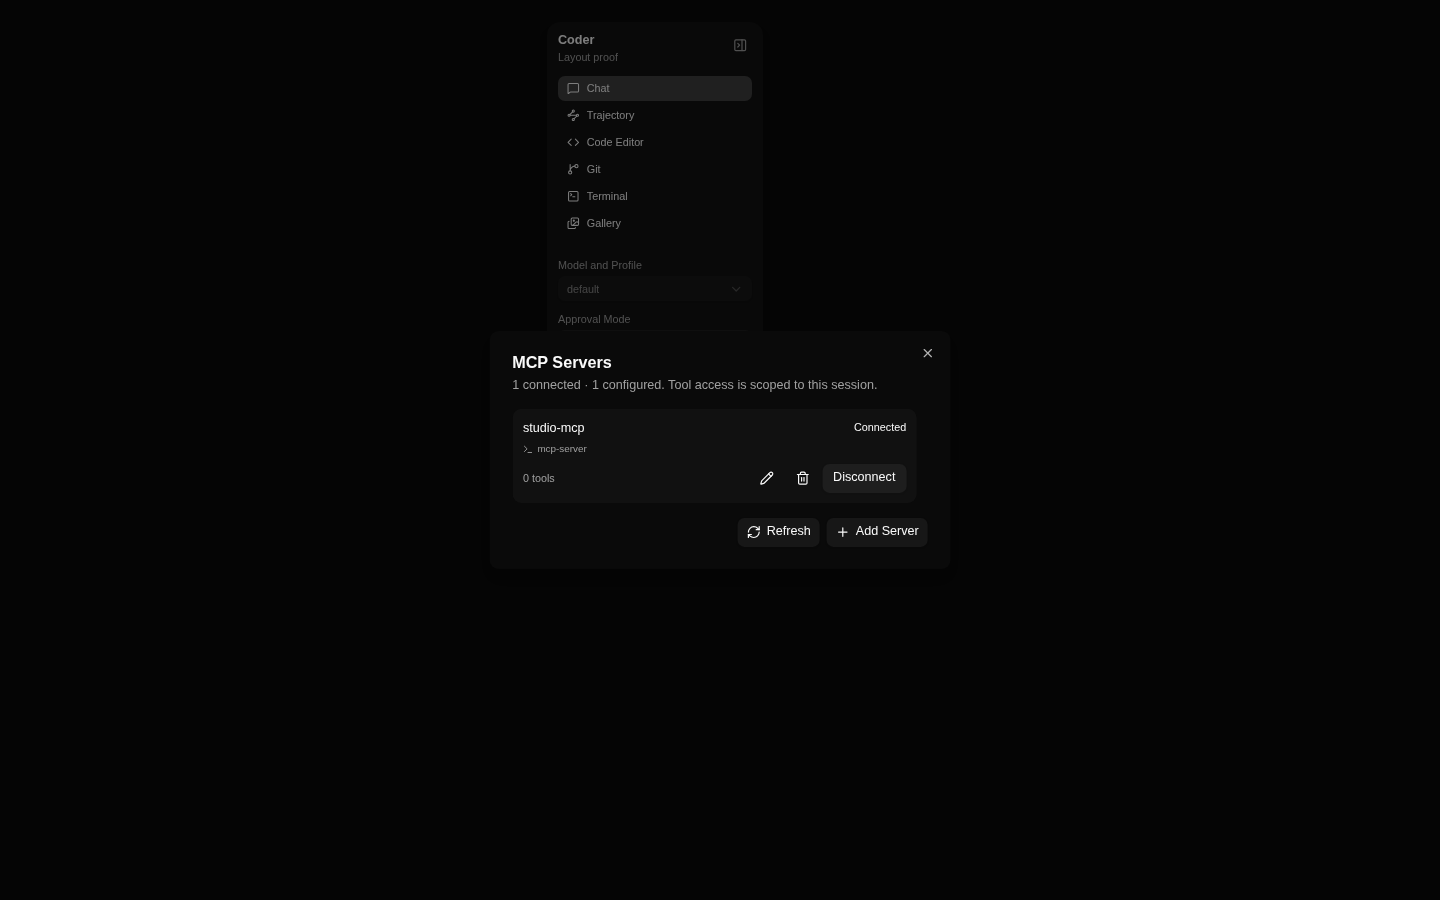 Coder
Layout proof
Chat
Trajectory
Code Editor
Git
Terminal
Gallery
Model and Profile
default
Approval Mode
MCP Servers
1 connected · 1 configured. Tool access is scoped to this session.
studio-mcp
Connected
mcp-server
0 tools
Disconnect
Refresh
Add Server